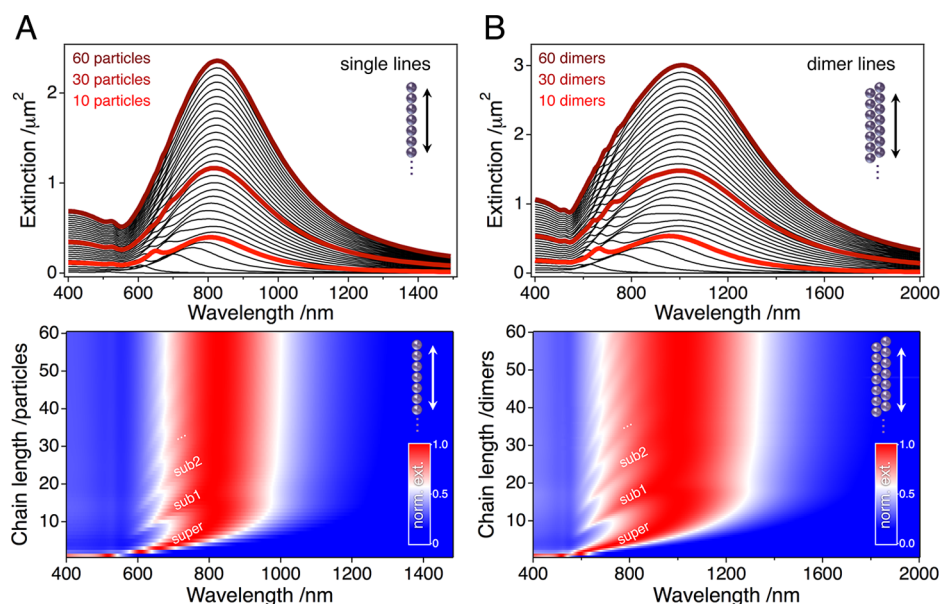 A
60 particles
30 particles
10 particles
single lines
Extinction /μm²
2
1
0
400
600
800
1000
1200
1400
Wavelength /nm
B
60 dimers
30 dimers
10 dimers
dimer lines
Extinction /μm²
3
2
1
0
400
800
1200
1600
2000
Wavelength /nm
Chain length /particles
60
50
40
30
20
10
...
sub2
sub1
super
norm. ext.
1.0
0.5
0
400
600
800
1000
1200
1400
Wavelength /nm
Chain length /dimers
60
50
40
30
20
10
...
sub2
sub1
super
norm. ext.
1.0
0.5
0
400
800
1200
1600
2000
Wavelength /nm